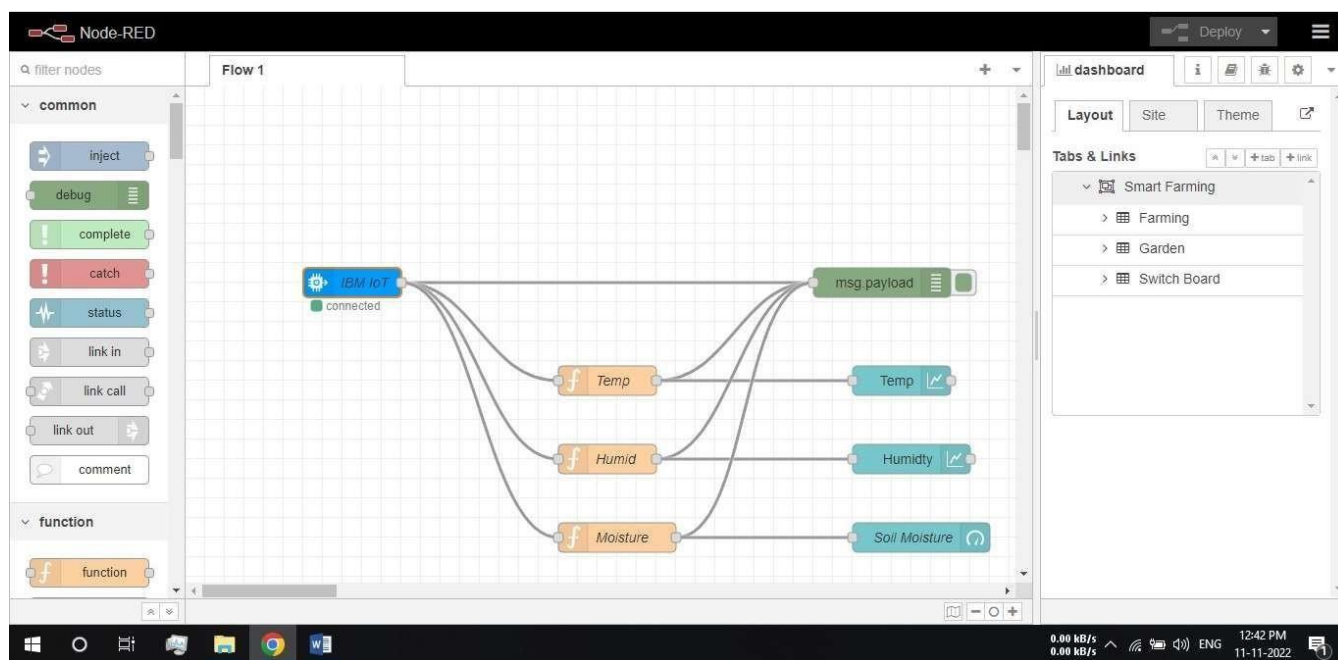 Node-RED
Deploy
filter nodes
Flow 1
dashboard
i
common
Layout
Site
Theme
inject
Tabs & Links
+ tab
+ link
debug
Smart Farming
complete
Farming
Garden
catch
IBM IoT
msg.payload
Switch Board
status
connected
link in
link call
Temp
Temp
link out
comment
Humid
Humidty
function
Moisture
Soil Moisture
f function
0.00 kB/s
0.00 kB/s
ENG
12:42 PM
11-11-2022